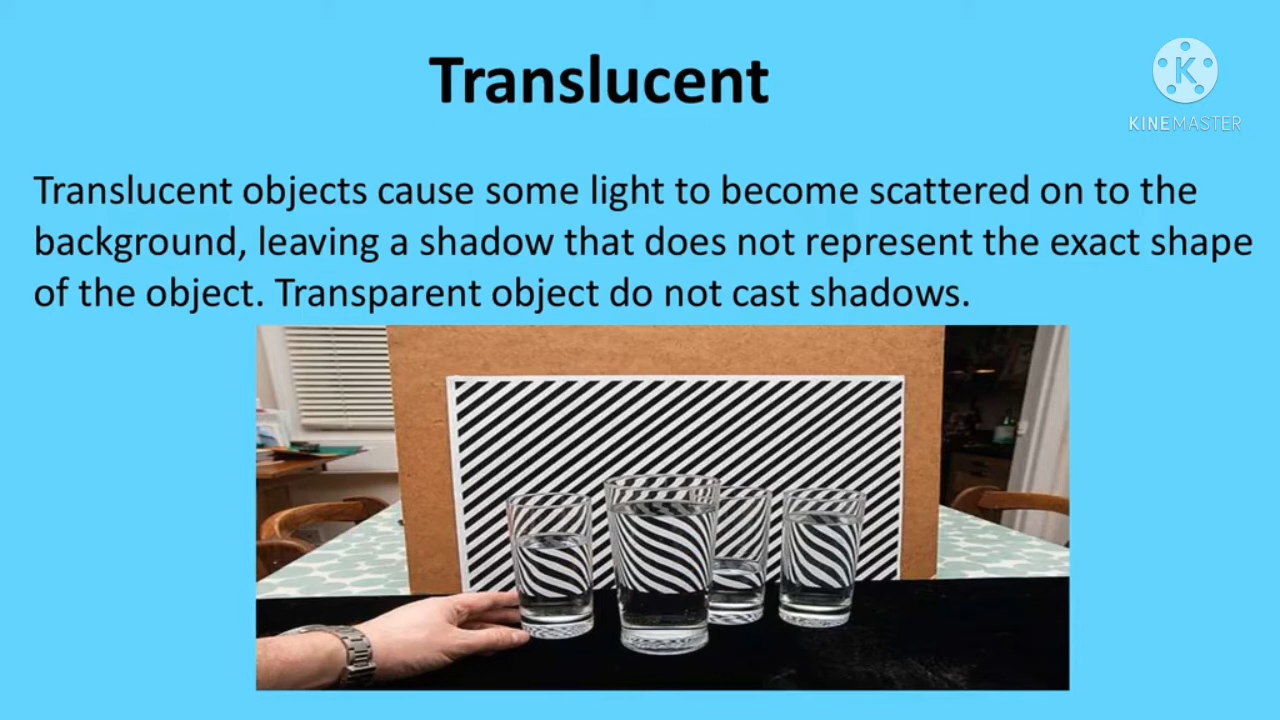 Translucent
KINEMASTER
Translucent objects cause some light to become scattered on to the
background, leaving a shadow that does not represent the exact shape
of the object. Transparent object do not cast shadows.